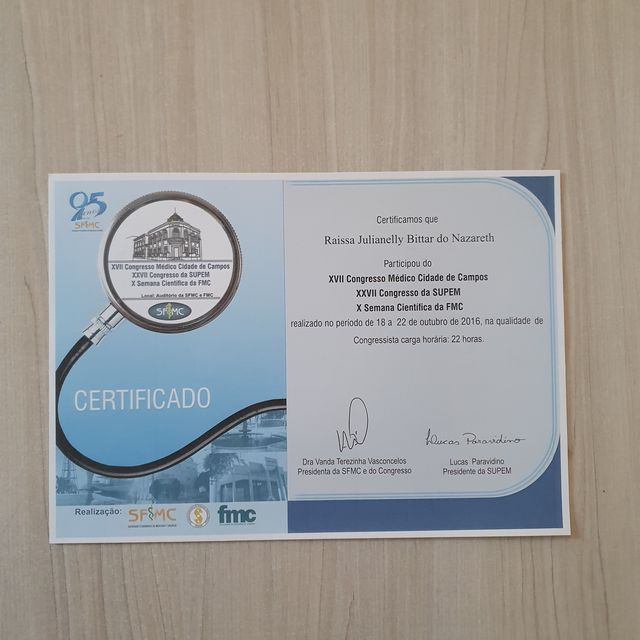 95
anos
SFMC
XVII Congresso Médico Cidade de Campos
XXVII Congresso da SUPEM
X Semana Científica da FMC
Local: Auditório da SFMC e FMC
SFMC
CERTIFICADO
Realização:
SFMC
fmc
Certificamos que
Raissa Julianelly Bittar do Nazareth
Participou do
XVII Congresso Médico Cidade de Campos
XXVII Congresso da SUPEM
X Semana Científica da FMC
realizado no período de 18 a 22 de outubro de 2016, na qualidade de
Congressista carga horária: 22 horas.
Lucas Paravidino
Dra Vanda Terezinha Vasconcelos
Presidenta da SFMC e do Congresso
Lucas Paravidino
Presidente da SUPEM